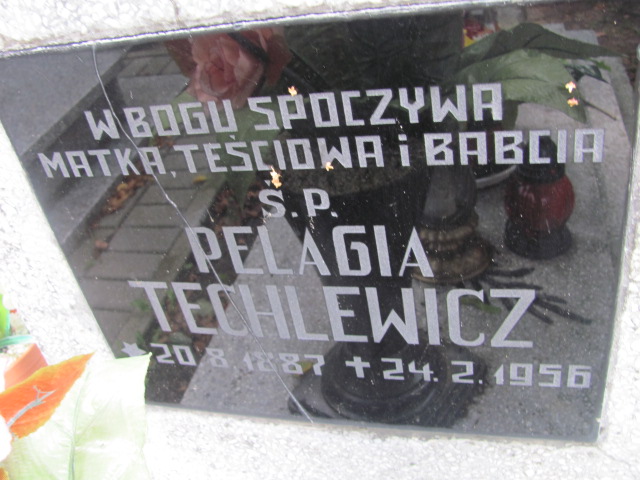 W BOGU SPOCZYWA
MATKA, TEŚCIOWA i BABCIA
Ś.P.
PELAGIA
TECHLEWICZ
* 20.8.1887 + 24.2.1956